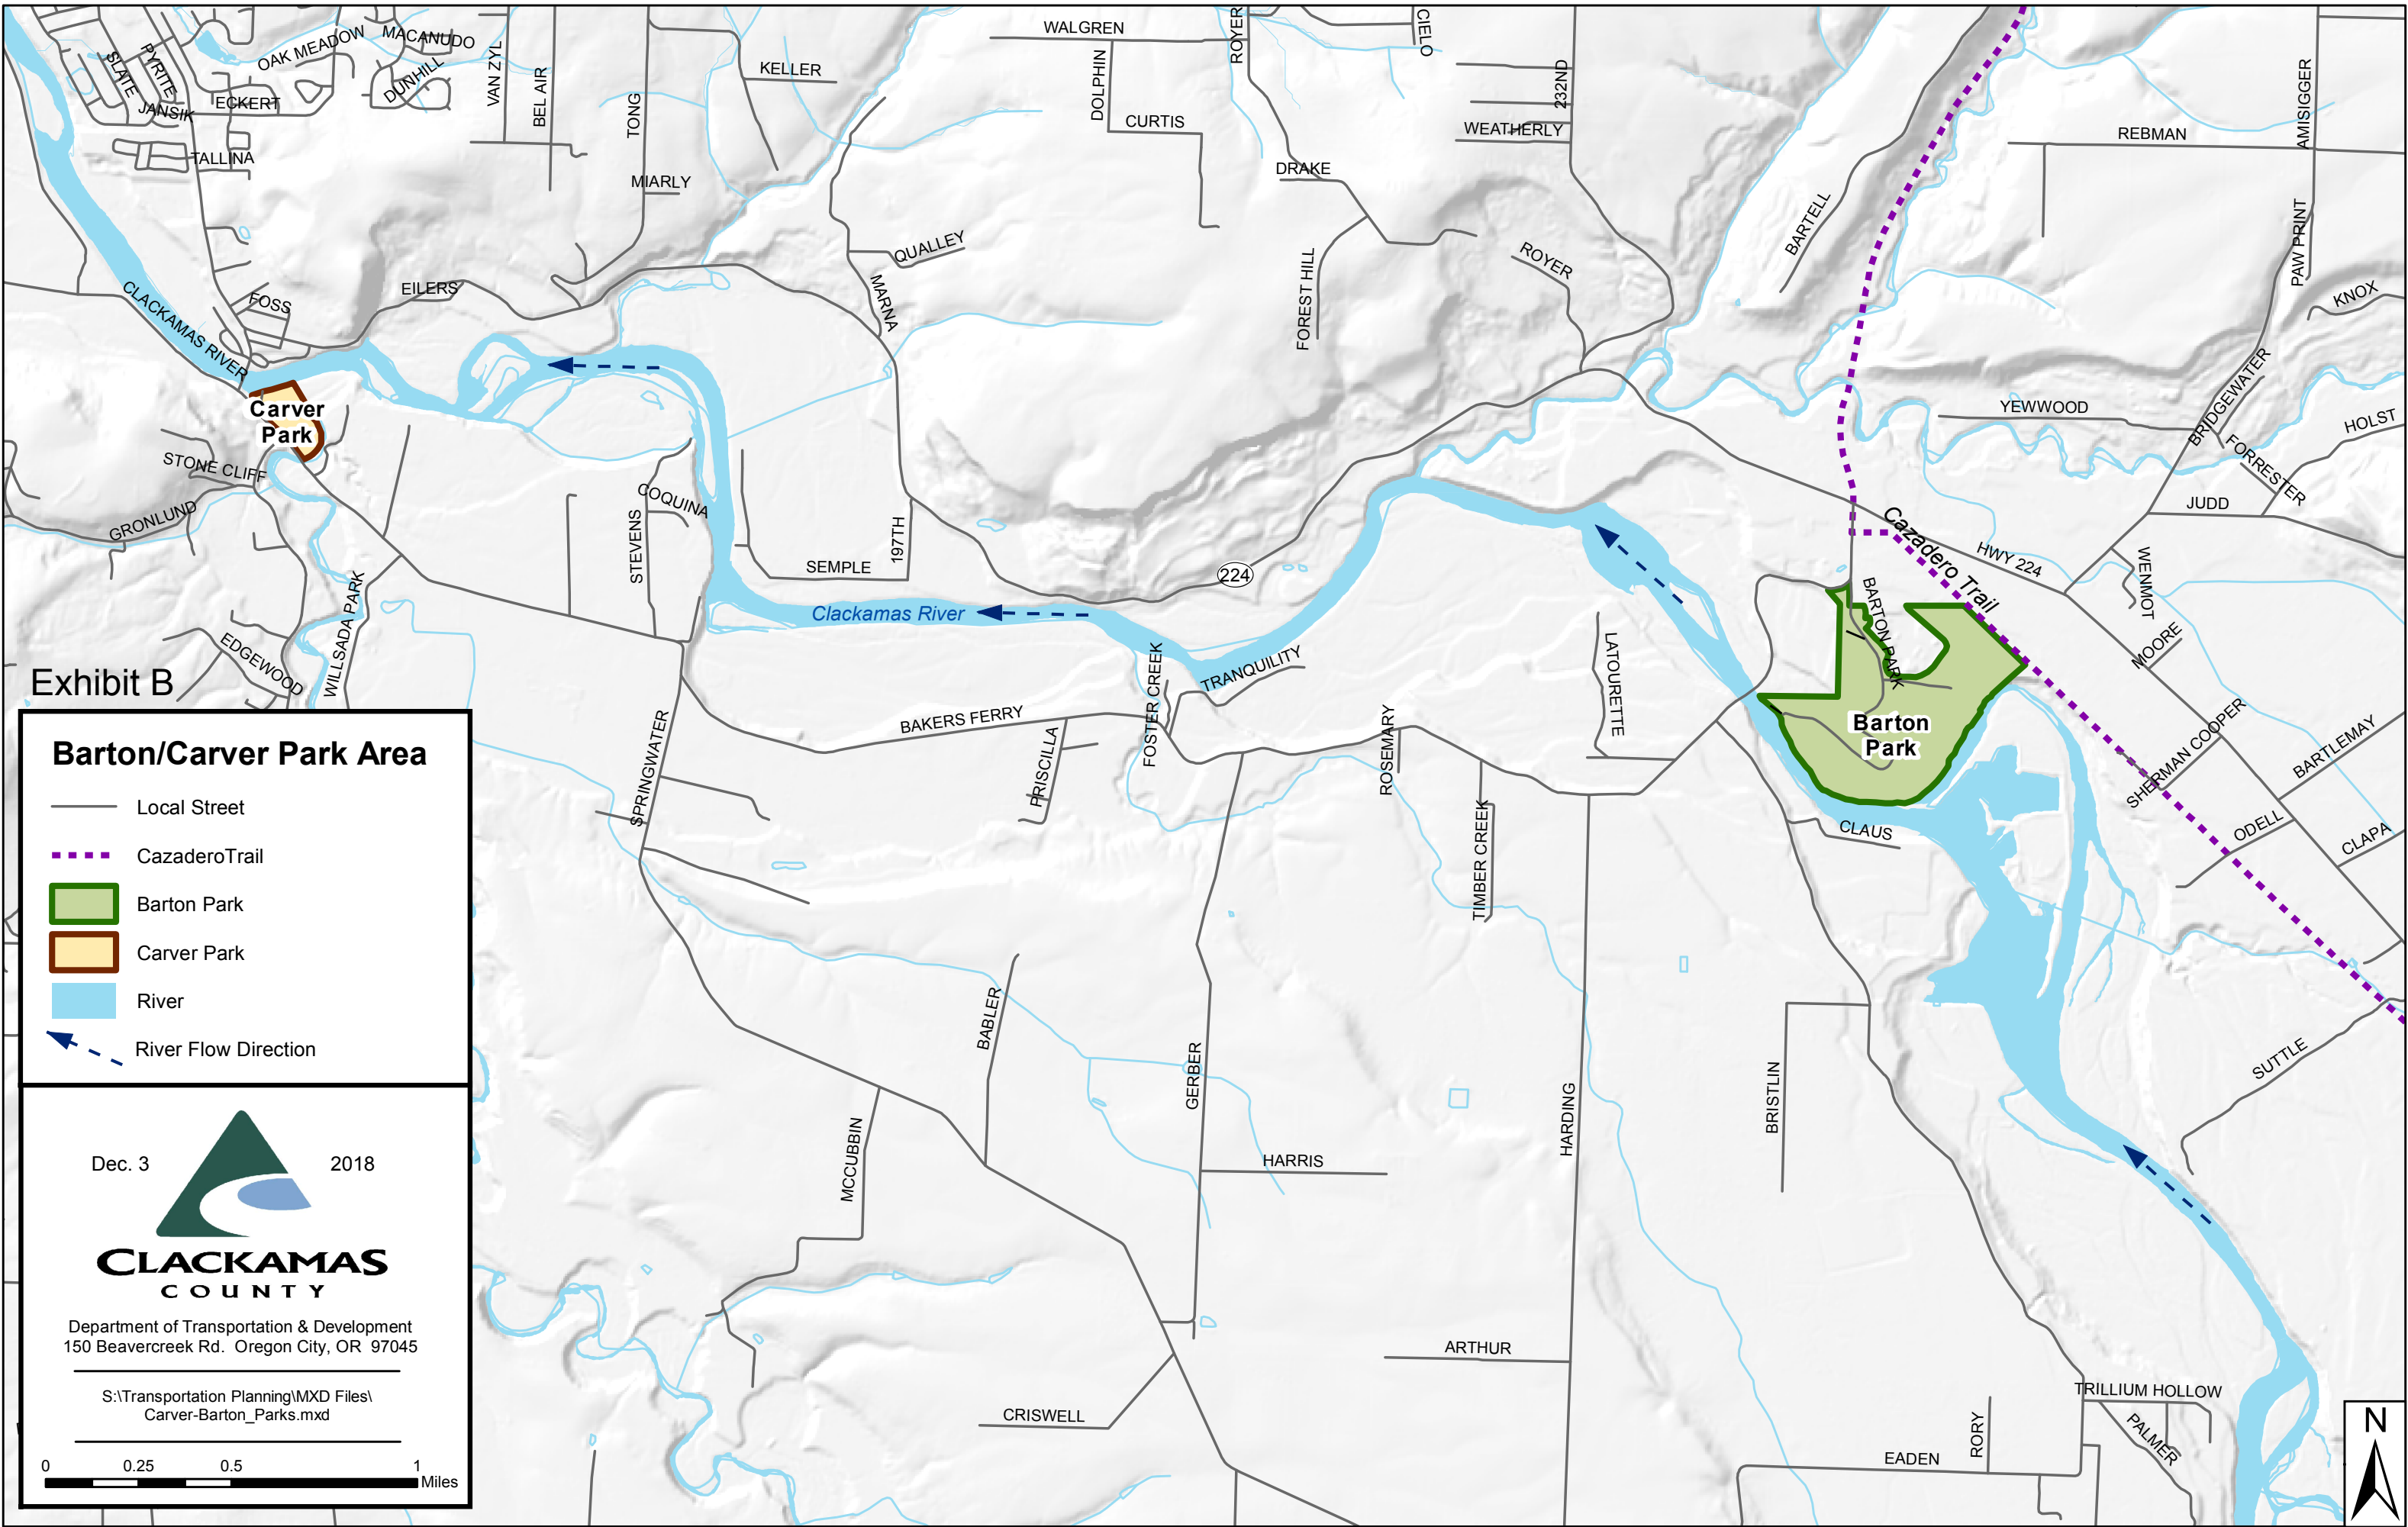 WALGREN
ROYER
CIELO
OAK MEADOW
MACANUDO
SLATE
PYRITE
DUNHILL
VAN ZYL
BEL AIR
TONG
KELLER
DOLPHIN
CURTIS
232ND
WEATHERLY
AMISIGGER
REBMAN
JANSIK
ECKERT
TALLINA
MIARLY
DRAKE
QUALLEY
MARNA
FOREST HILL
ROYER
BARTELL
PAW PRINT
KNOX
CLACKAMAS RIVER
FOSS
EILERS
Carver
Park
STONE CLIFF
GRONLUND
COQUINA
STEVENS
197TH
SEMPLE
224
Clackamas River
YEWWOOD
BRIDGEWATER
HOLST
FORRESTER
JUDD
Cazadero Trail
HWY 224
WENMOT
MOORE
BARTON PARK
Barton
Park
LATOURETTE
EDGEWOOD
WILLSADA PARK
SPRINGWATER
BAKERS FERRY
FOSTER CREEK
TRANQUILITY
PRISCILLA
ROSEMARY
TIMBER CREEK
CLAUS
SHERMAN COOPER
BARTLEMAY
ODELL
CLAPA
BABLER
GERBER
MCCUBBIN
HARRIS
HARDING
BRISTLIN
SUTTLE
ARTHUR
CRISWELL
TRILLIUM HOLLOW
PALMER
RORY
EADEN
N
Exhibit B
Barton/Carver Park Area
Local Street
CazaderoTrail
Barton Park
Carver Park
River
River Flow Direction
Dec. 3 2018
CLACKAMAS
COUNTY
Department of Transportation & Development
150 Beavercreek Rd. Oregon City, OR 97045
S:\Transportation Planning\MXD Files\
Carver-Barton_Parks.mxd
0 0.25 0.5 1
Miles